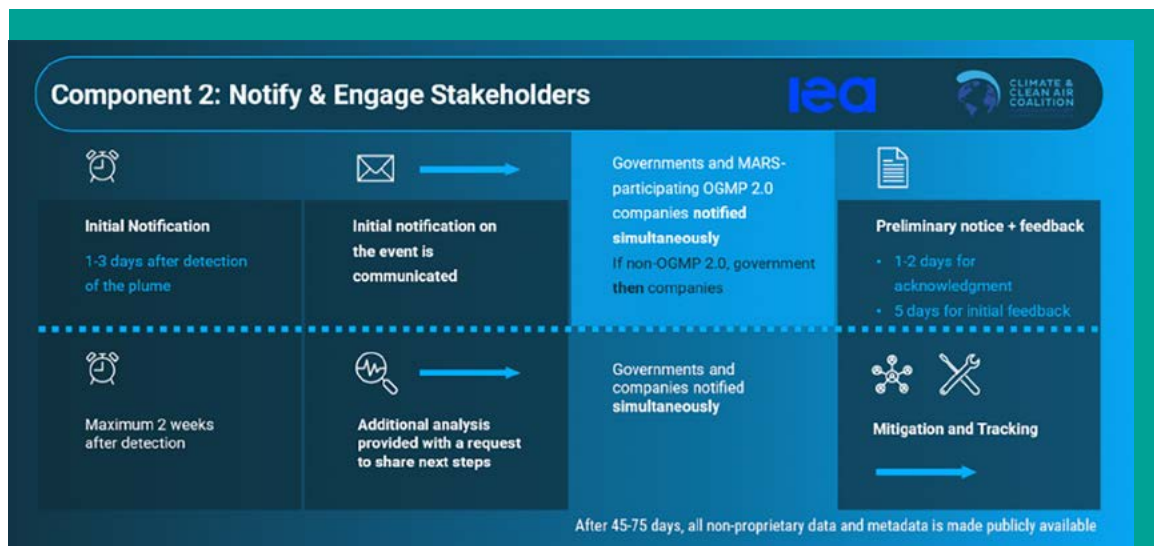 Component 2: Notify & Engage Stakeholders
iea
CLIMATE &
CLEAN AIR
COALITION
Initial Notification
1-3 days after detection
of the plume
Initial notification on
the event is
communicated
Governments and MARS-
participating OGMP 2.0
companies notified
simultaneously
If non-OGMP 2.0, government
then companies
Preliminary notice + feedback
• 1-2 days for
acknowledgment
• 5 days for initial feedback
Maximum 2 weeks
after detection
Additional analysis
provided with a request
to share next steps
Governments and
companies notified
simultaneously
Mitigation and Tracking
After 45-75 days, all non-proprietary data and metadata is made publicly available